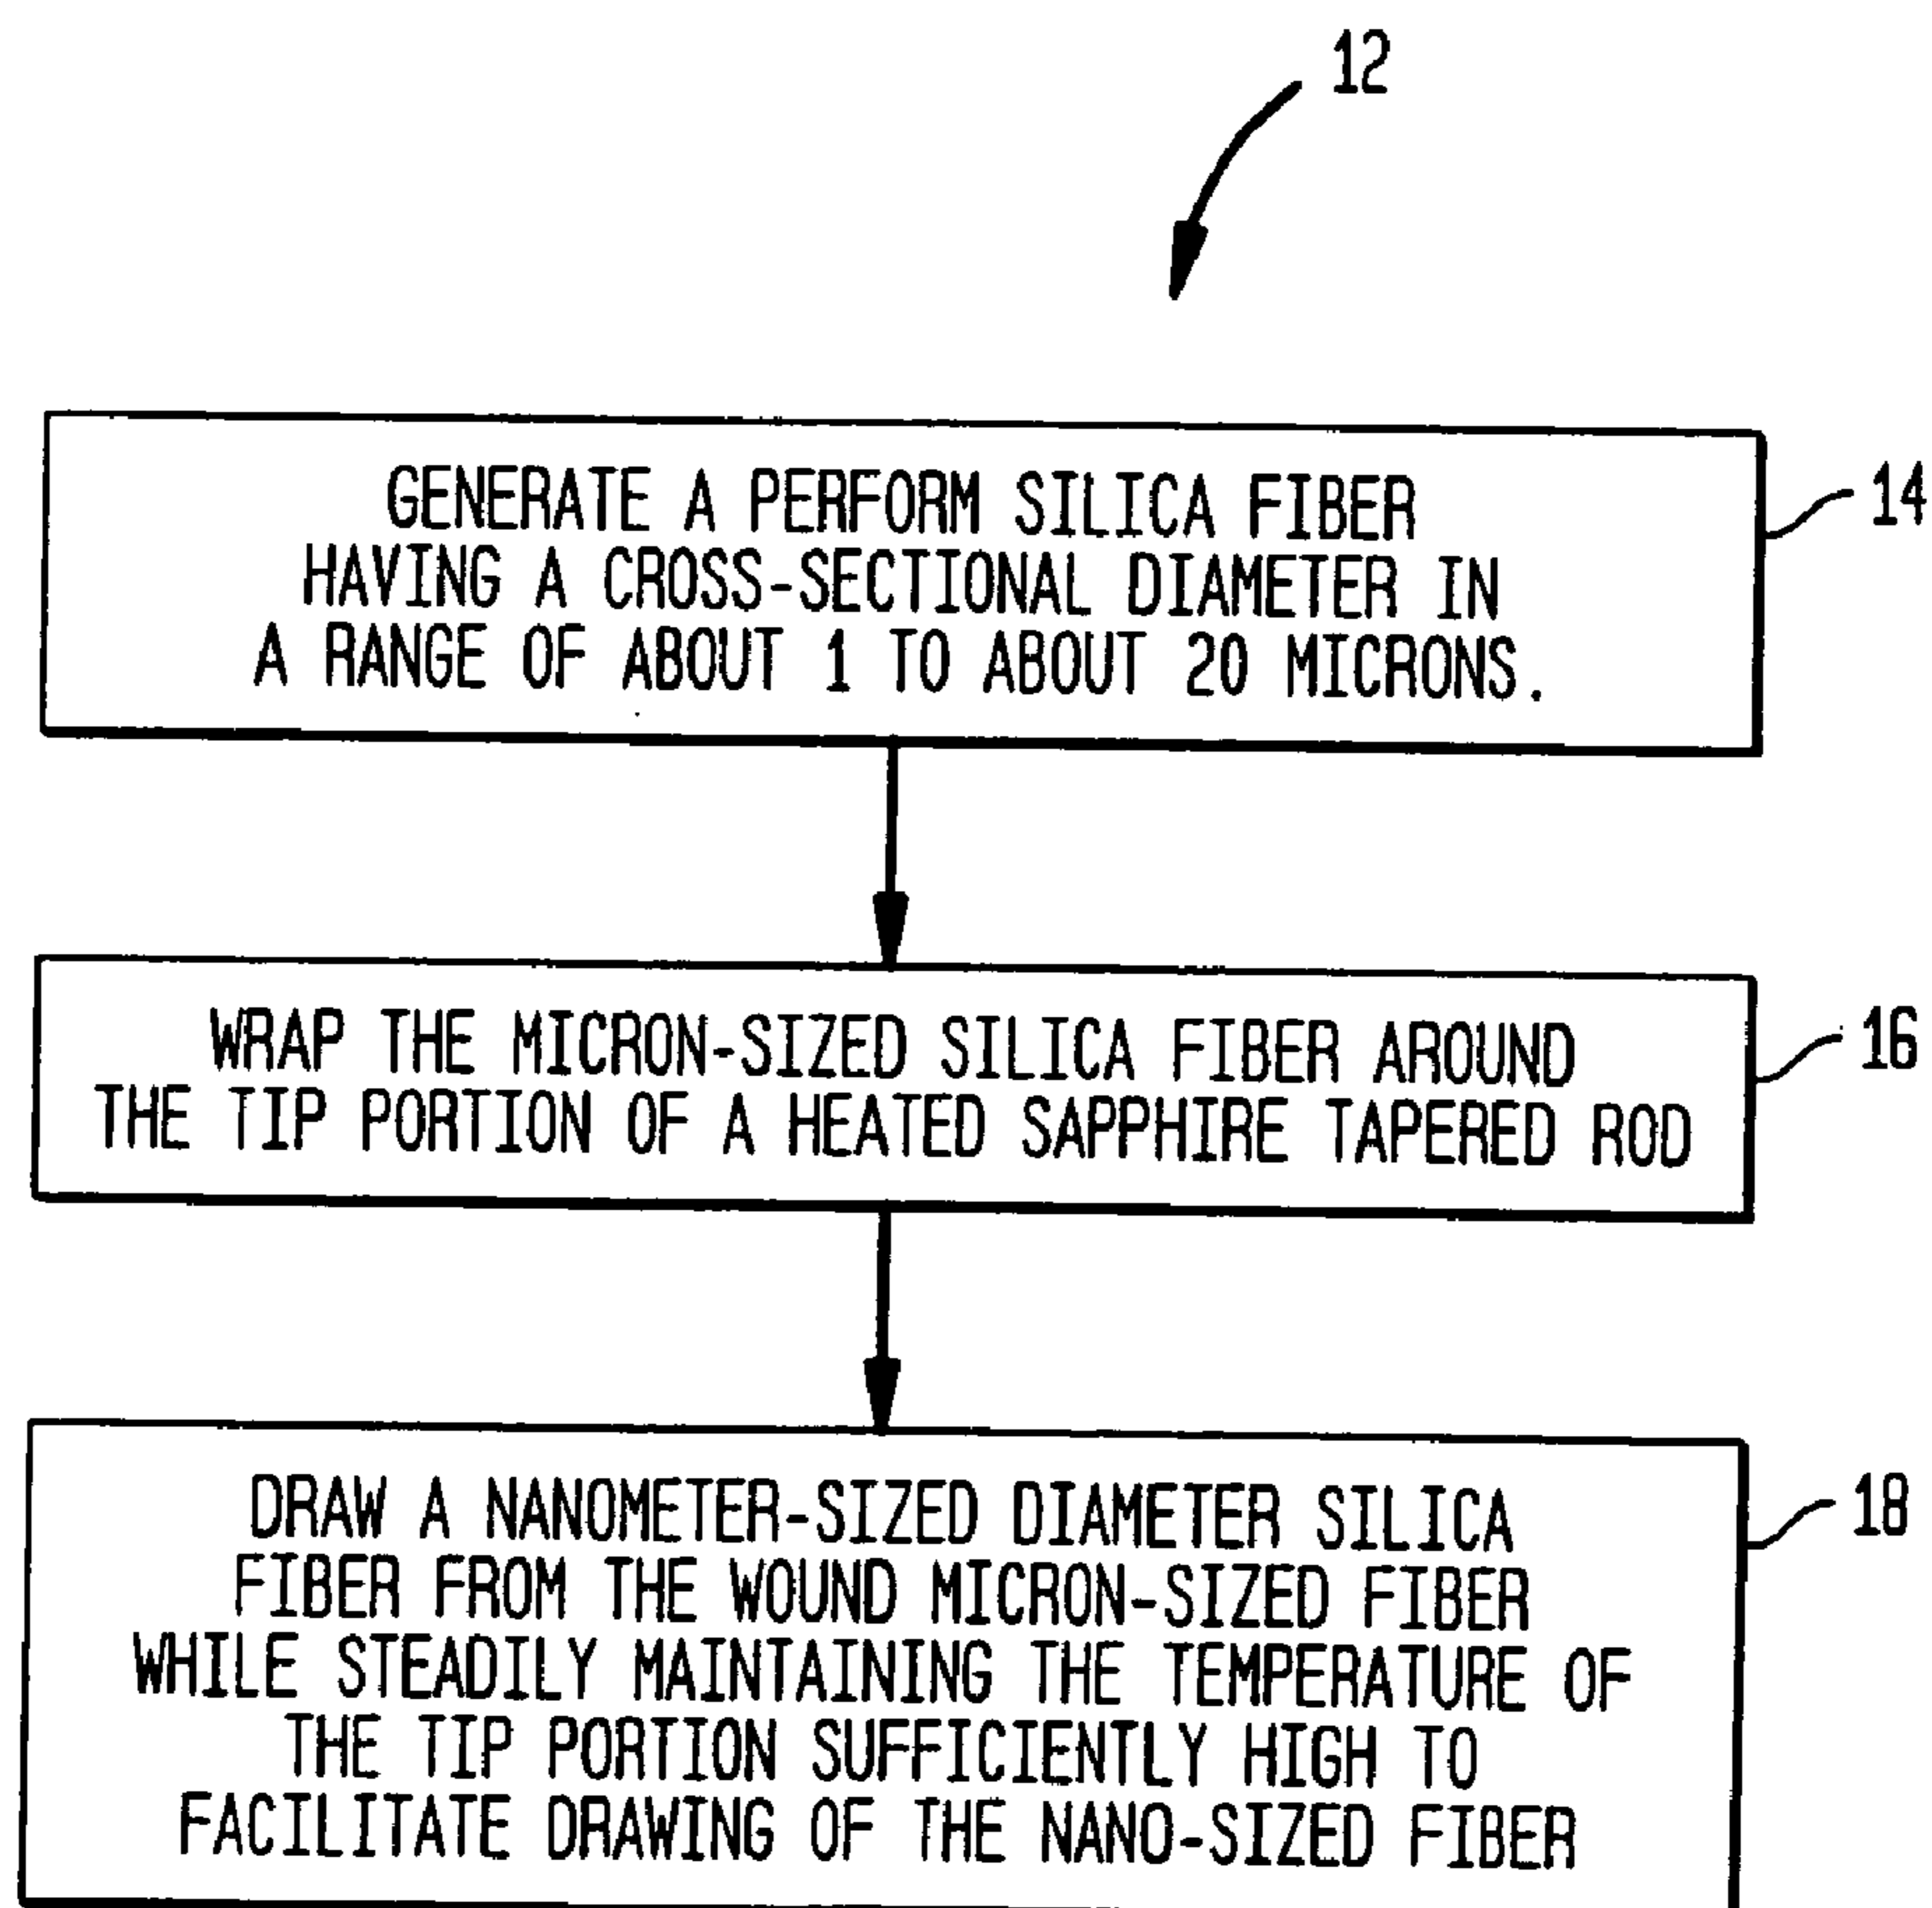 12
GENERATE A PERFORM SILICA FIBER
HAVING A CROSS-SECTIONAL DIAMETER IN
A RANGE OF ABOUT 1 TO ABOUT 20 MICRONS.
14
WRAP THE MICRON-SIZED SILICA FIBER AROUND
THE TIP PORTION OF A HEATED SAPPHIRE TAPERED ROD
16
DRAW A NANOMETER-SIZED DIAMETER SILICA
FIBER FROM THE WOUND MICRON-SIZED FIBER
WHILE STEADILY MAINTAINING THE TEMPERATURE OF
THE TIP PORTION SUFFICIENTLY HIGH TO
FACILITATE DRAWING OF THE NANO-SIZED FIBER
18